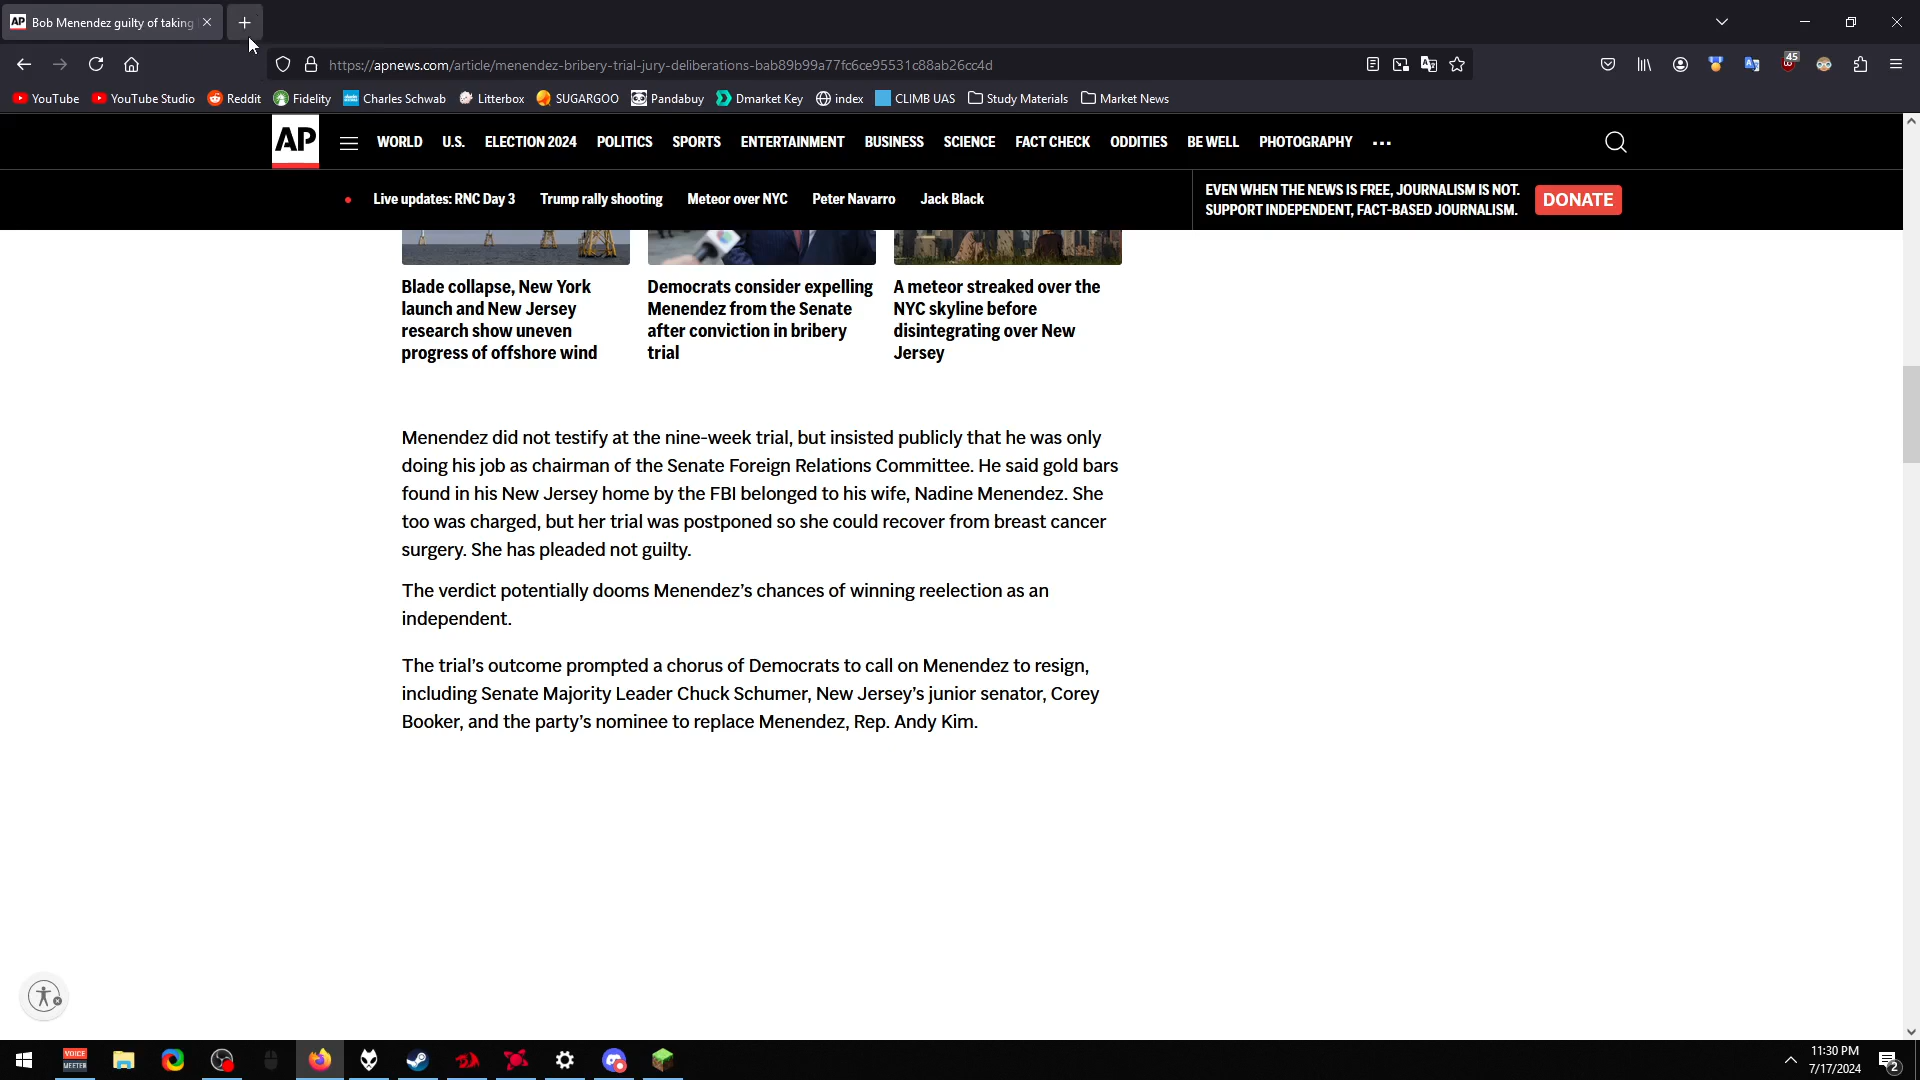 AP Bob Menendez guilty of taking
https://apnews.com/article/menendez-bribery-trial-jury-deliberations-bab89b99a77fc6ce95531c88ab26cc4d
45
YouTube YouTube Studio Reddit Fidelity Charles Schwab Litterbox SUGARGOO Pandabuy Dmarket Key index CLIMB UAS Study Materials Market News
AP WORLD U.S. ELECTION 2024 POLITICS SPORTS ENTERTAINMENT BUSINESS SCIENCE FACT CHECK ODDITIES BE WELL PHOTOGRAPHY
Live updates: RNC Day 3 Trump rally shooting Meteor over NYC Peter Navarro Jack Black
EVEN WHEN THE NEWS IS FREE, JOURNALISM IS NOT.
SUPPORT INDEPENDENT, FACT-BASED JOURNALISM.
DONATE
Blade collapse, New York
launch and New Jersey
research show uneven
progress of offshore wind
Democrats consider expelling
Menendez from the Senate
after conviction in bribery
trial
A meteor streaked over the
NYC skyline before
disintegrating over New
Jersey
Menendez did not testify at the nine-week trial, but insisted publicly that he was only
doing his job as chairman of the Senate Foreign Relations Committee. He said gold bars
found in his New Jersey home by the FBI belonged to his wife, Nadine Menendez. She
too was charged, but her trial was postponed so she could recover from breast cancer
surgery. She has pleaded not guilty.
The verdict potentially dooms Menendez's chances of winning reelection as an
independent.
The trial's outcome prompted a chorus of Democrats to call on Menendez to resign,
including Senate Majority Leader Chuck Schumer, New Jersey's junior senator, Corey
Booker, and the party's nominee to replace Menendez, Rep. Andy Kim.
VOICE
MEETER
11:30 PM
7/17/2024
2